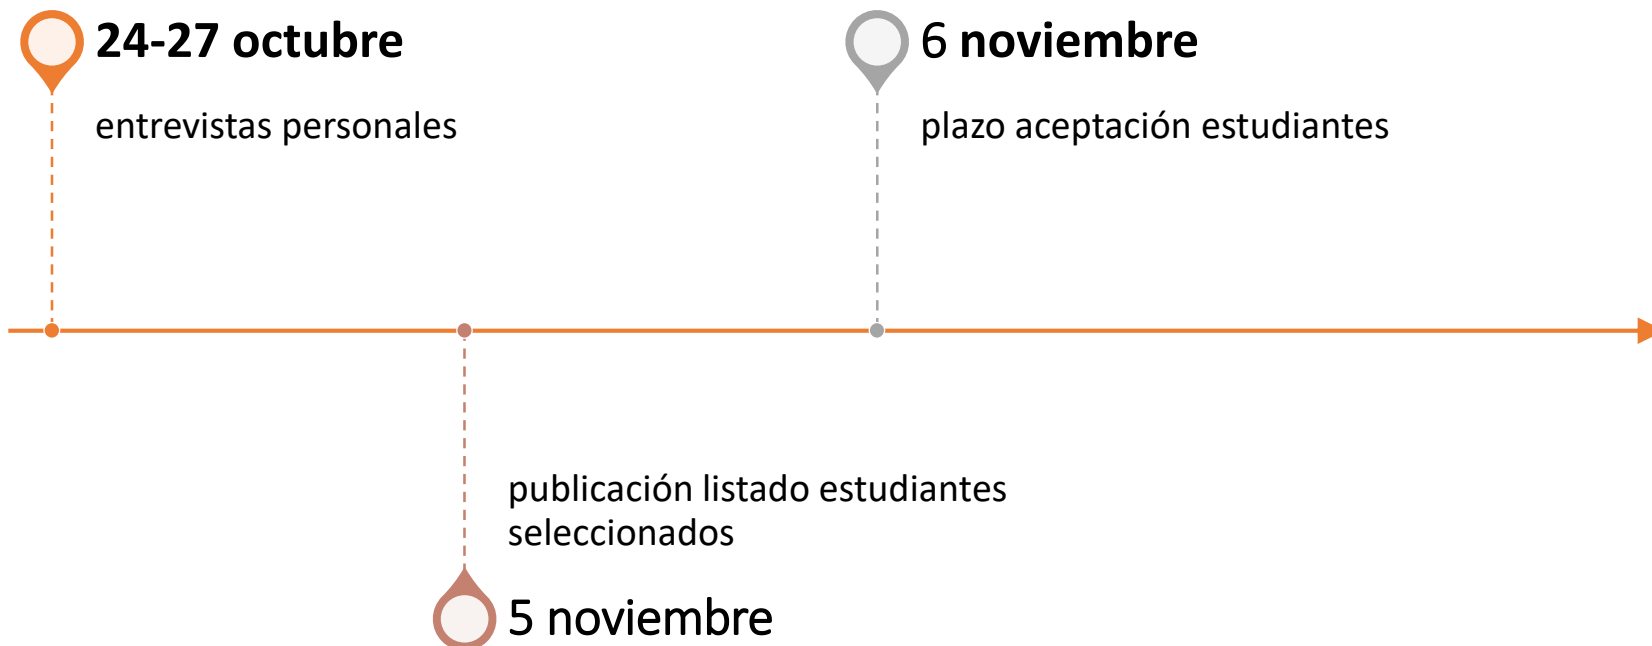 24-27 octubre
entrevistas personales
6 noviembre
plazo aceptación estudiantes
publicación listado estudiantes
seleccionados
5 noviembre